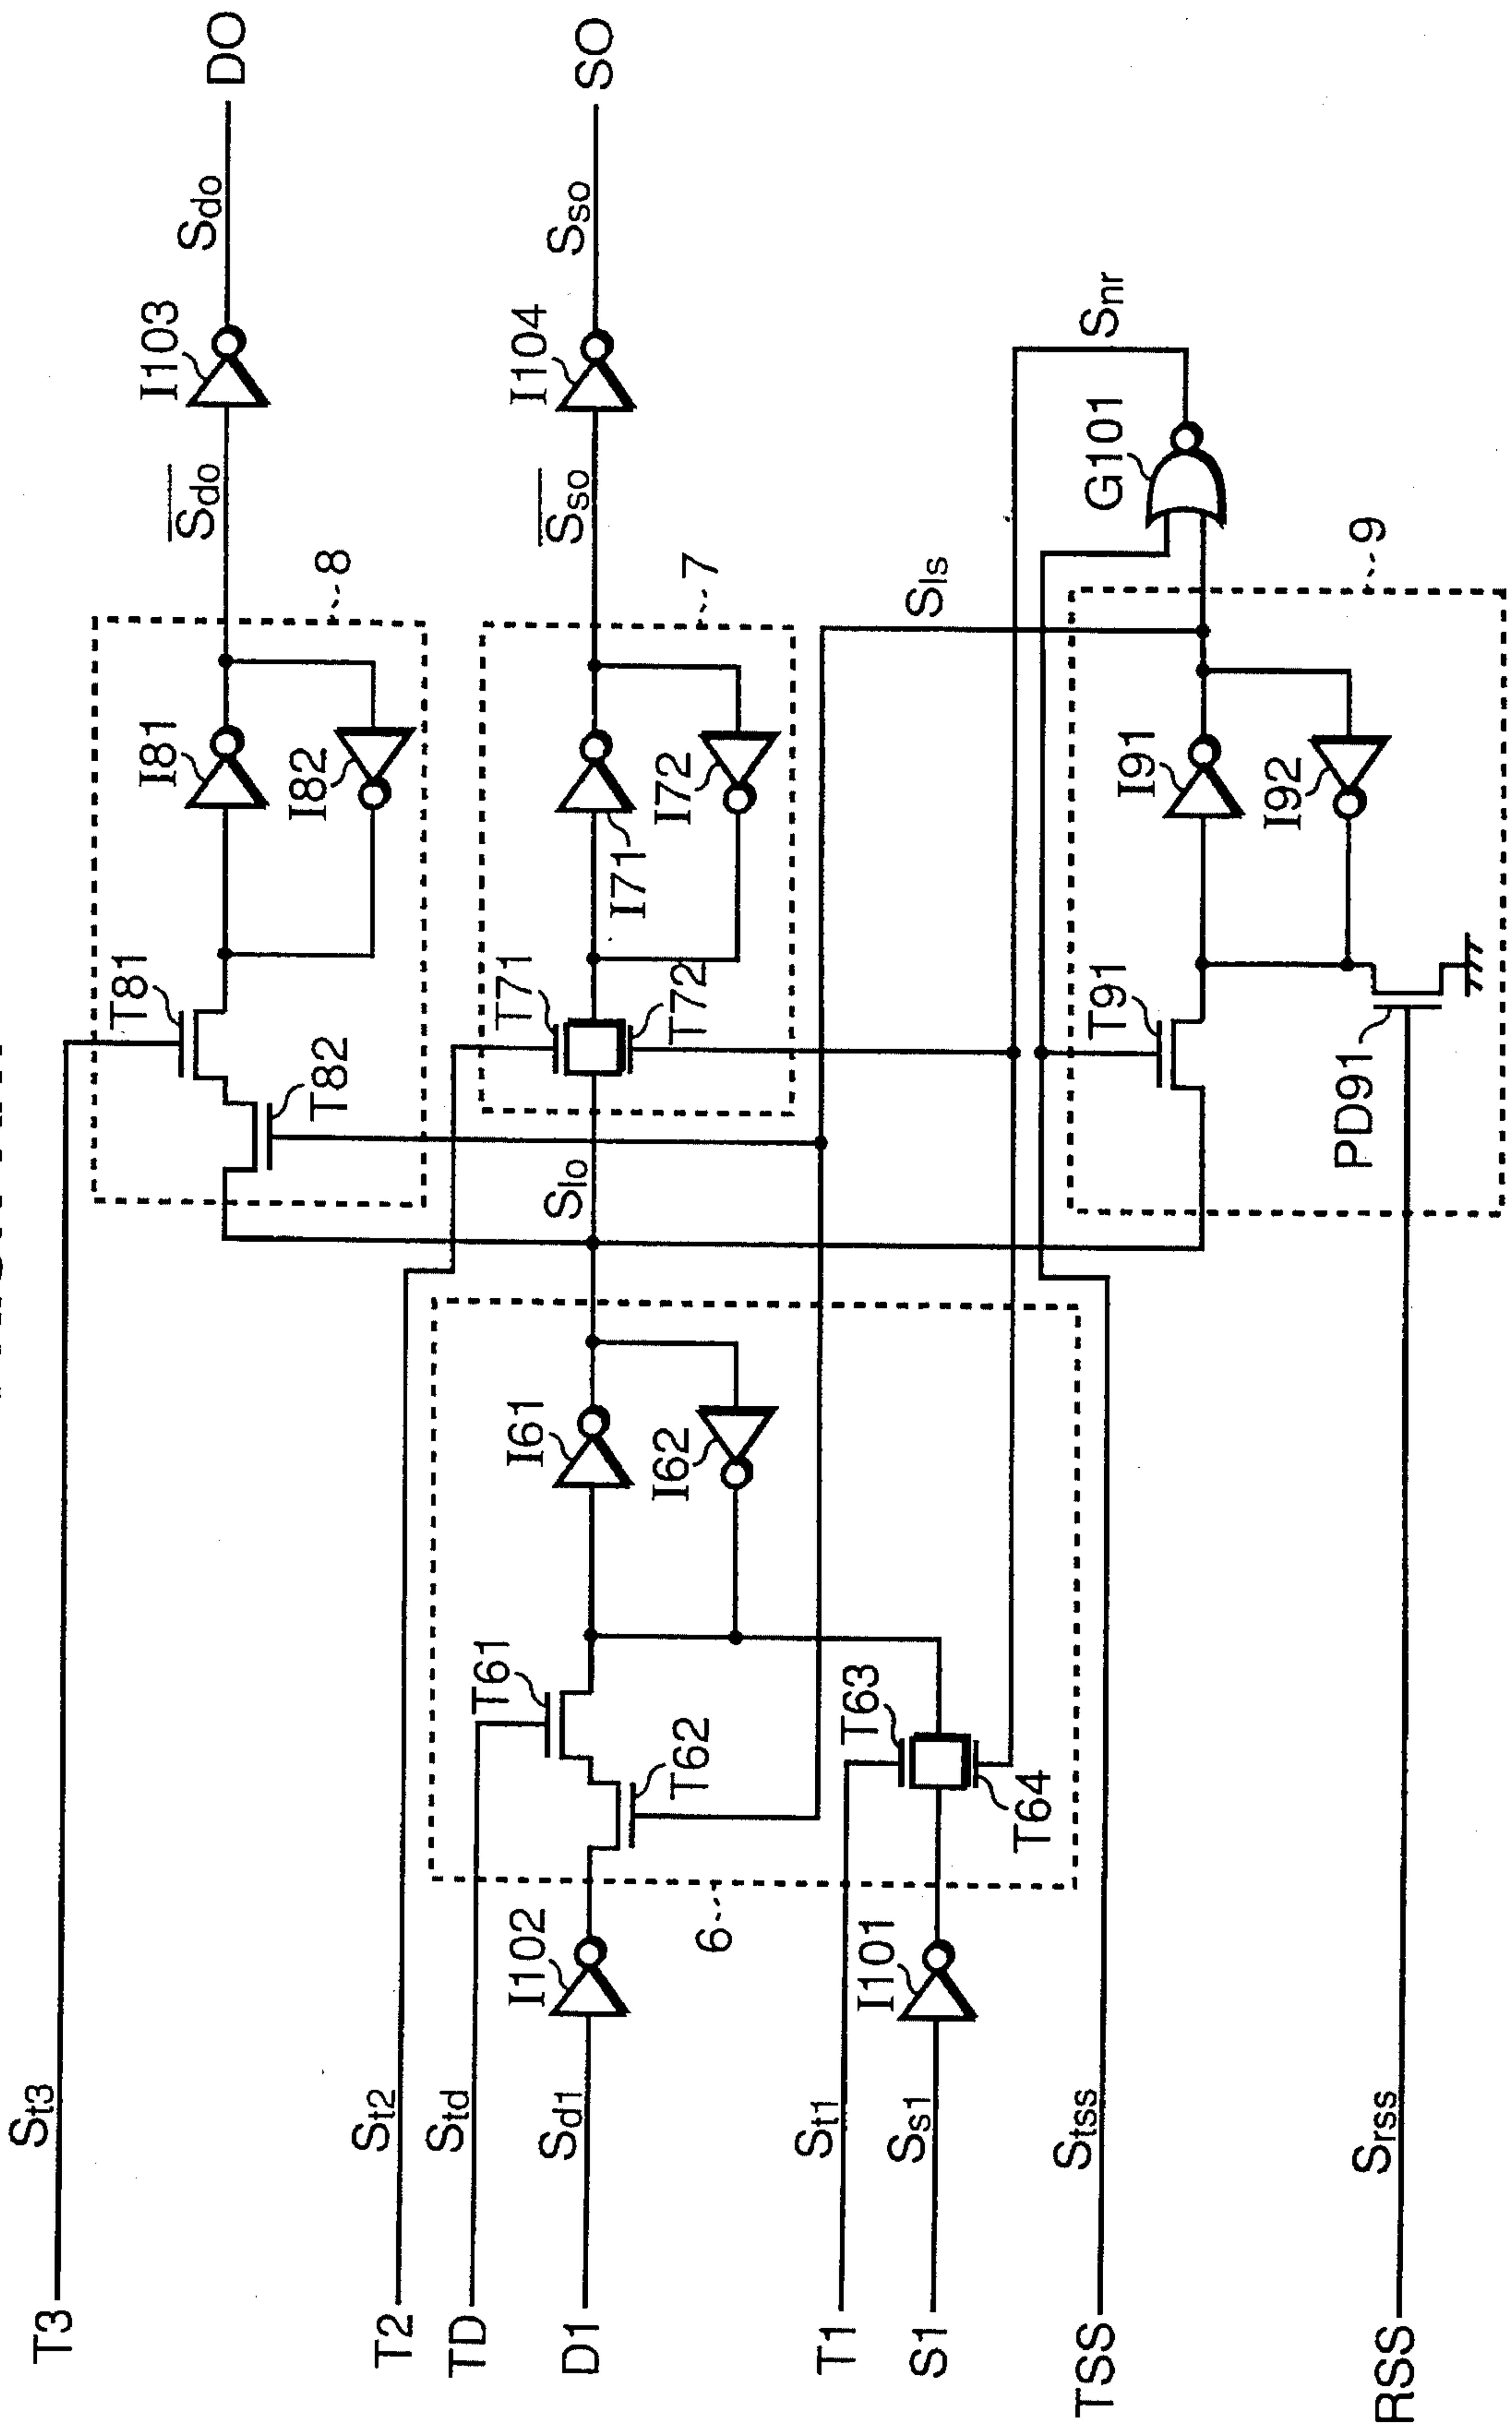 T3
St3
T81
T82
I81
I82
8
S̅do
I103
Sdo
DO
T2
St2
TD
Std
D1
Sd1
I102
T61
T62
I61
I62
Slo
T71
T72
I71
I72
7
S̅so
I104
Sso
SO
6
T1
St1
S1
Ss1
I101
T63
T64
Sls
Snr
TSS
Stss
T91
I91
I92
G101
9
RSS
Srss
PD91